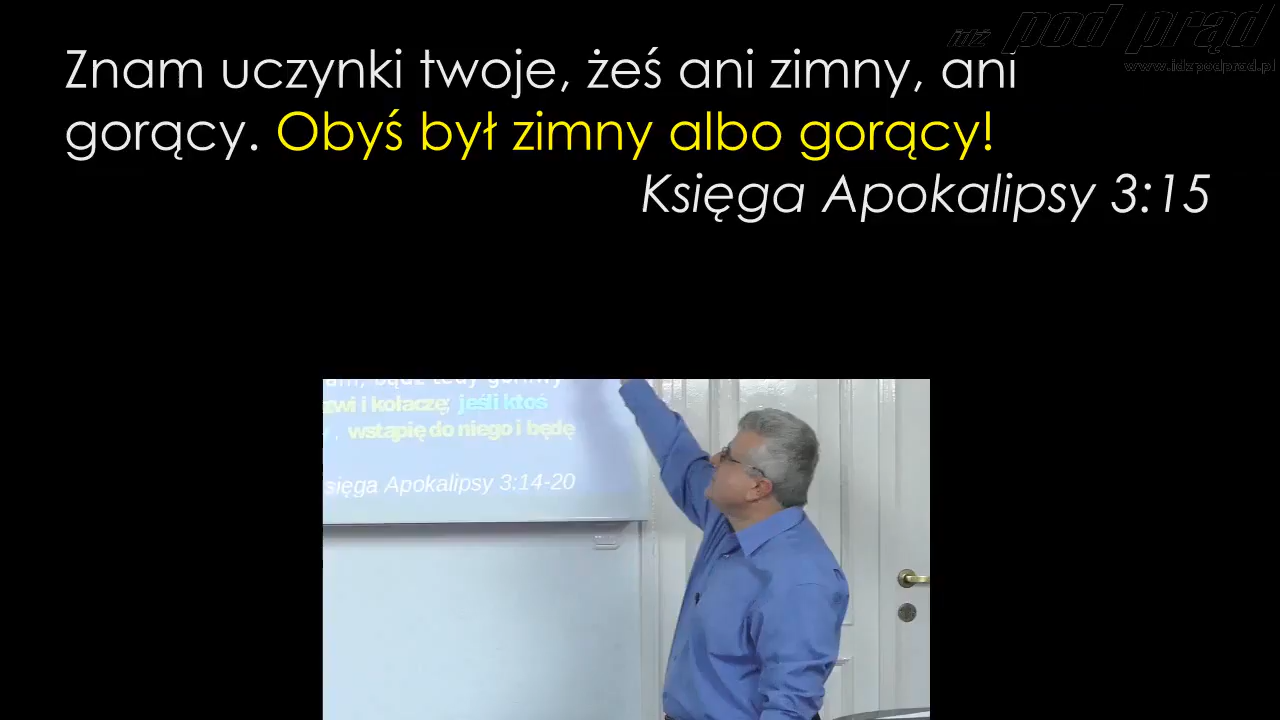 idź pod prąd
www.idzpodprad.pl
Znam uczynki twoje, żeś ani zimny, ani
gorący. Obyś był zimny albo gorący!
Księga Apokalipsy 3:15
jeśli ktoś
wstąpię do niego i będę
Apokalipsy 3:14-20